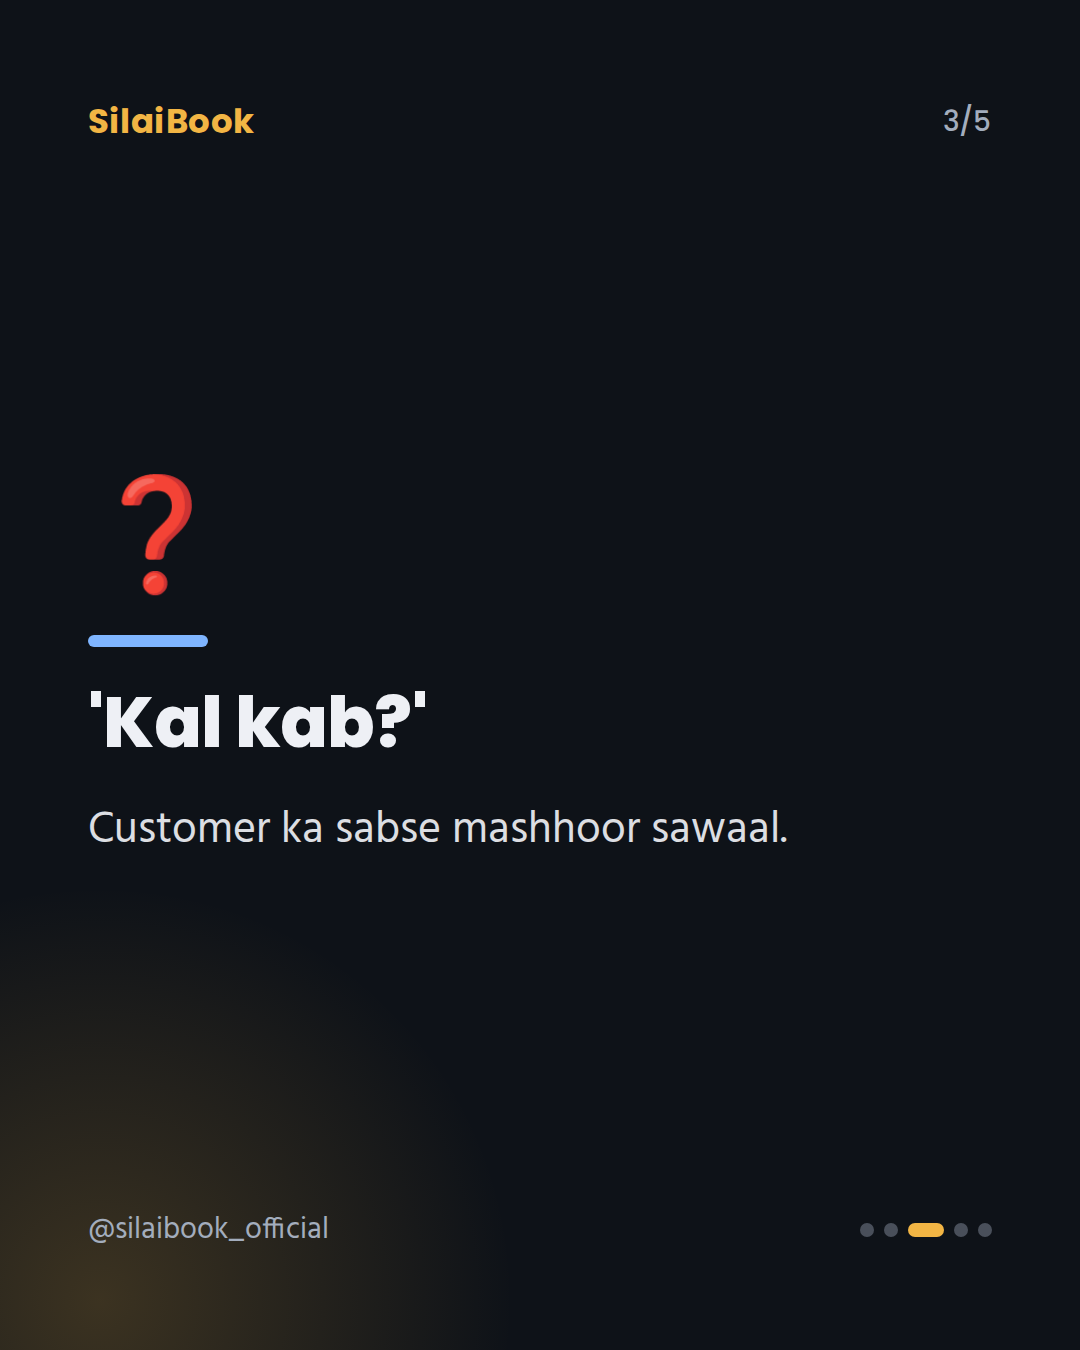 SilaiBook
3/5
❓
'Kal kab?'
Customer ka sabse mashhoor sawaal.
@silaibook_official